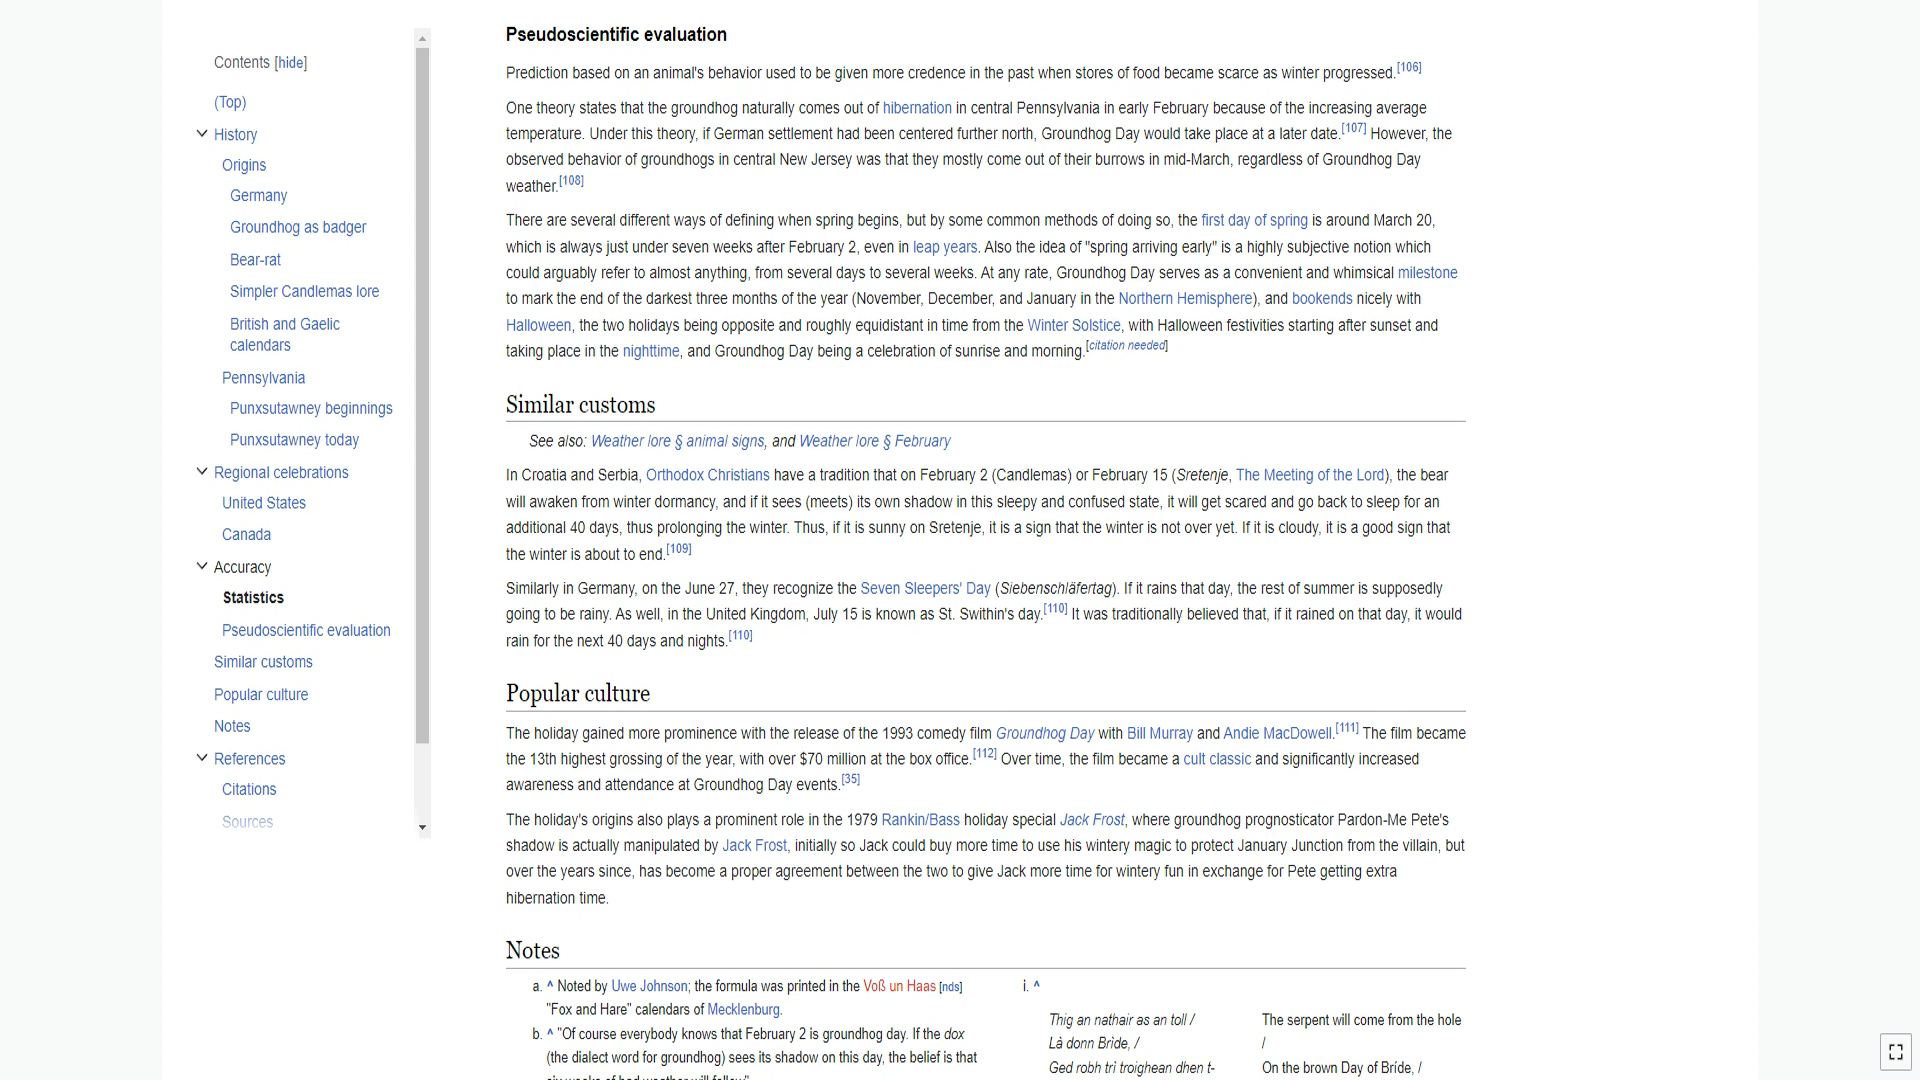 Contents [hide]
(Top)
History
Origins
Germany
Groundhog as badger
Bear-rat
Simpler Candlemas lore
British and Gaelic
calendars
Pennsylvania
Punxsutawney beginnings
Punxsutawney today
Regional celebrations
United States
Canada
Accuracy
Statistics
Pseudoscientific evaluation
Similar customs
Popular culture
Notes
References
Citations
Sources
Pseudoscientific evaluation
Prediction based on an animal's behavior used to be given more credence in the past when stores of food became scarce as winter progressed.[106]
One theory states that the groundhog naturally comes out of hibernation in central Pennsylvania in early February because of the increasing average
temperature. Under this theory, if German settlement had been centered further north, Groundhog Day would take place at a later date.[107] However, the
observed behavior of groundhogs in central New Jersey was that they mostly come out of their burrows in mid-March, regardless of Groundhog Day
weather.[108]
There are several different ways of defining when spring begins, but by some common methods of doing so, the first day of spring is around March 20,
which is always just under seven weeks after February 2, even in leap years. Also the idea of "spring arriving early" is a highly subjective notion which
could arguably refer to almost anything, from several days to several weeks. At any rate, Groundhog Day serves as a convenient and whimsical milestone
to mark the end of the darkest three months of the year (November, December, and January in the Northern Hemisphere), and bookends nicely with
Halloween, the two holidays being opposite and roughly equidistant in time from the Winter Solstice, with Halloween festivities starting after sunset and
taking place in the nighttime, and Groundhog Day being a celebration of sunrise and morning.[citation needed]
Similar customs
See also: Weather lore § animal signs, and Weather lore § February
In Croatia and Serbia, Orthodox Christians have a tradition that on February 2 (Candlemas) or February 15 (Sretenje, The Meeting of the Lord), the bear
will awaken from winter dormancy, and if it sees (meets) its own shadow in this sleepy and confused state, it will get scared and go back to sleep for an
additional 40 days, thus prolonging the winter. Thus, if it is sunny on Sretenje, it is a sign that the winter is not over yet. If it is cloudy, it is a good sign that
the winter is about to end.[109]
Similarly in Germany, on the June 27, they recognize the Seven Sleepers' Day (Siebenschläfertag). If it rains that day, the rest of summer is supposedly
going to be rainy. As well, in the United Kingdom, July 15 is known as St. Swithin's day.[110] It was traditionally believed that, if it rained on that day, it would
rain for the next 40 days and nights.[110]
Popular culture
The holiday gained more prominence with the release of the 1993 comedy film Groundhog Day with Bill Murray and Andie MacDowell.[111] The film became
the 13th highest grossing of the year, with over $70 million at the box office.[112] Over time, the film became a cult classic and significantly increased
awareness and attendance at Groundhog Day events.[35]
The holiday's origins also plays a prominent role in the 1979 Rankin/Bass holiday special Jack Frost, where groundhog prognosticator Pardon-Me Pete's
shadow is actually manipulated by Jack Frost, initially so Jack could buy more time to use his wintery magic to protect January Junction from the villain, but
over the years since, has become a proper agreement between the two to give Jack more time for wintery fun in exchange for Pete getting extra
hibernation time.
Notes
a. ^ Noted by Uwe Johnson; the formula was printed in the Voß un Haas [nds]
"Fox and Hare" calendars of Mecklenburg.
b. ^ "Of course everybody knows that February 2 is groundhog day. If the dox
(the dialect word for groundhog) sees its shadow on this day, the belief is that
six weeks of bad weather will follow"
i. ^
Thig an nathair as an toll /
Là donn Brìde, /
Ged robh trì troighean dhen t-
The serpent will come from the hole
/
On the brown Day of Bríde, /